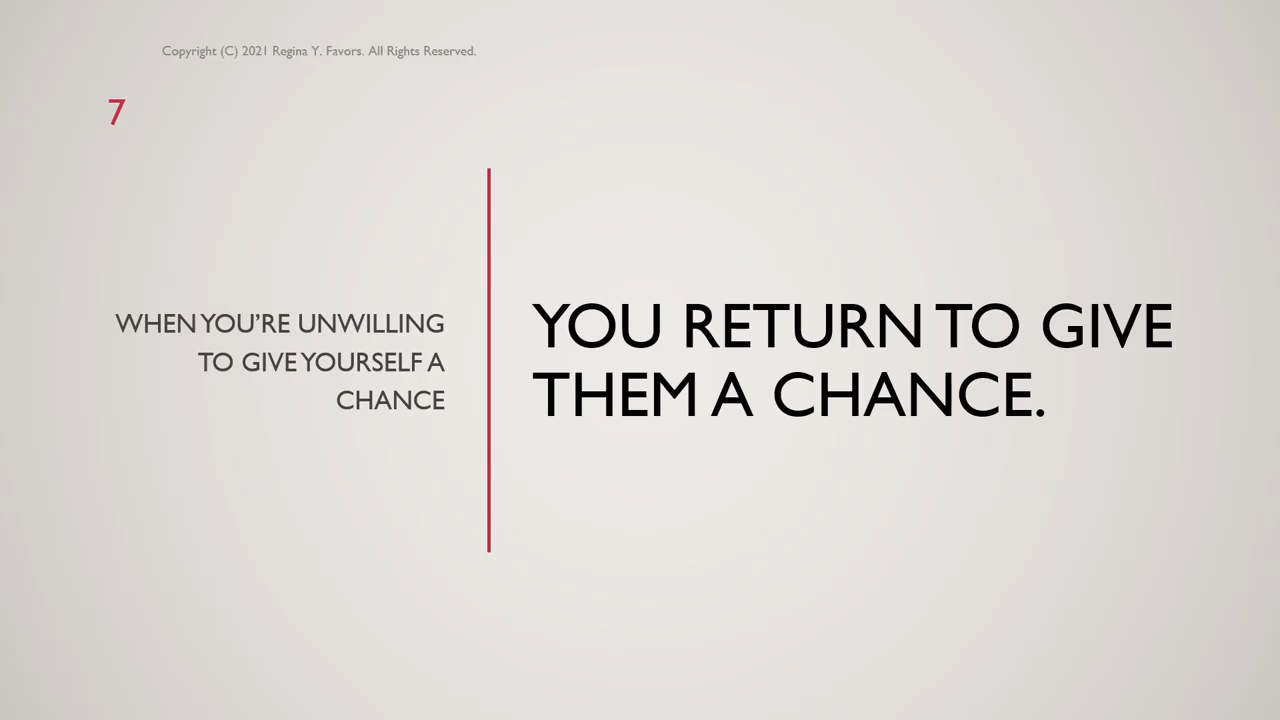 Copyright (C) 2021 Regina Y. Favors. All Rights Reserved.
7
WHEN YOU’RE UNWILLING
TO GIVE YOURSELF A
CHANCE
YOU RETURN TO GIVE
THEM A CHANCE.